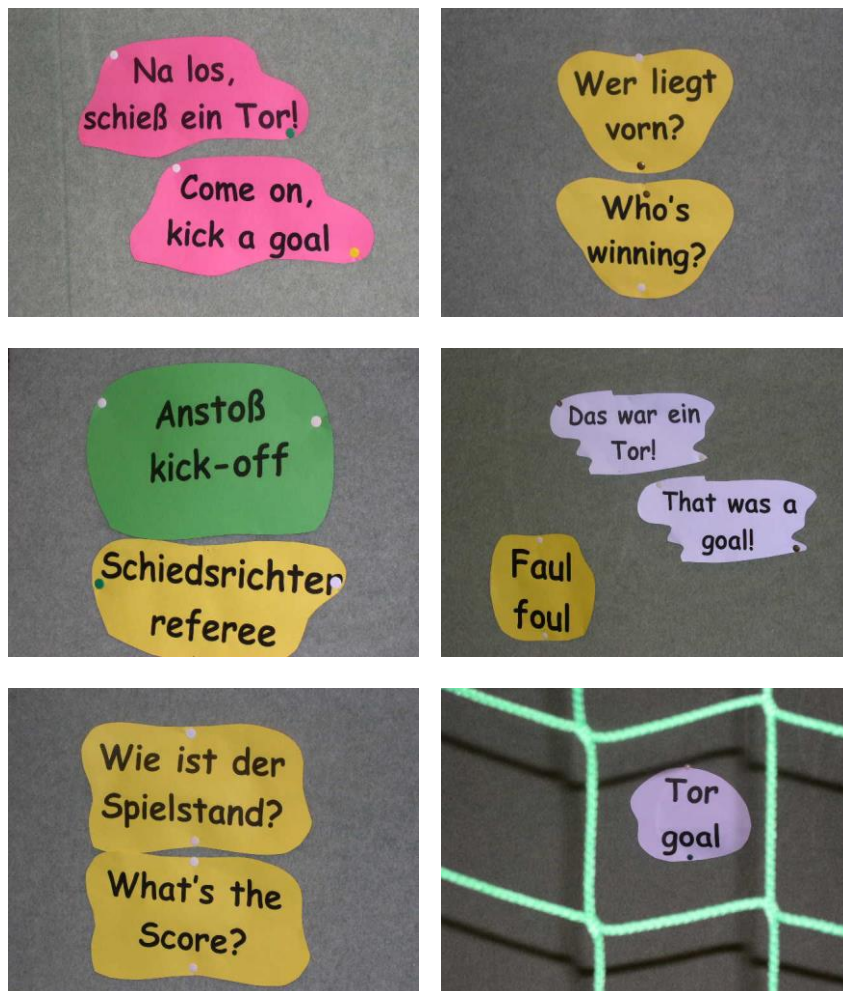 Na los,
schieß ein Tor!
Come on,
kick a goal
Wer liegt
vorn?
Who's
winning?
Anstoß
kick-off
Schiedsrichter
referee
Das war ein
Tor!
That was a
goal!
Faul
foul
Wie ist der
Spielstand?
What's the
Score?
Tor
goal